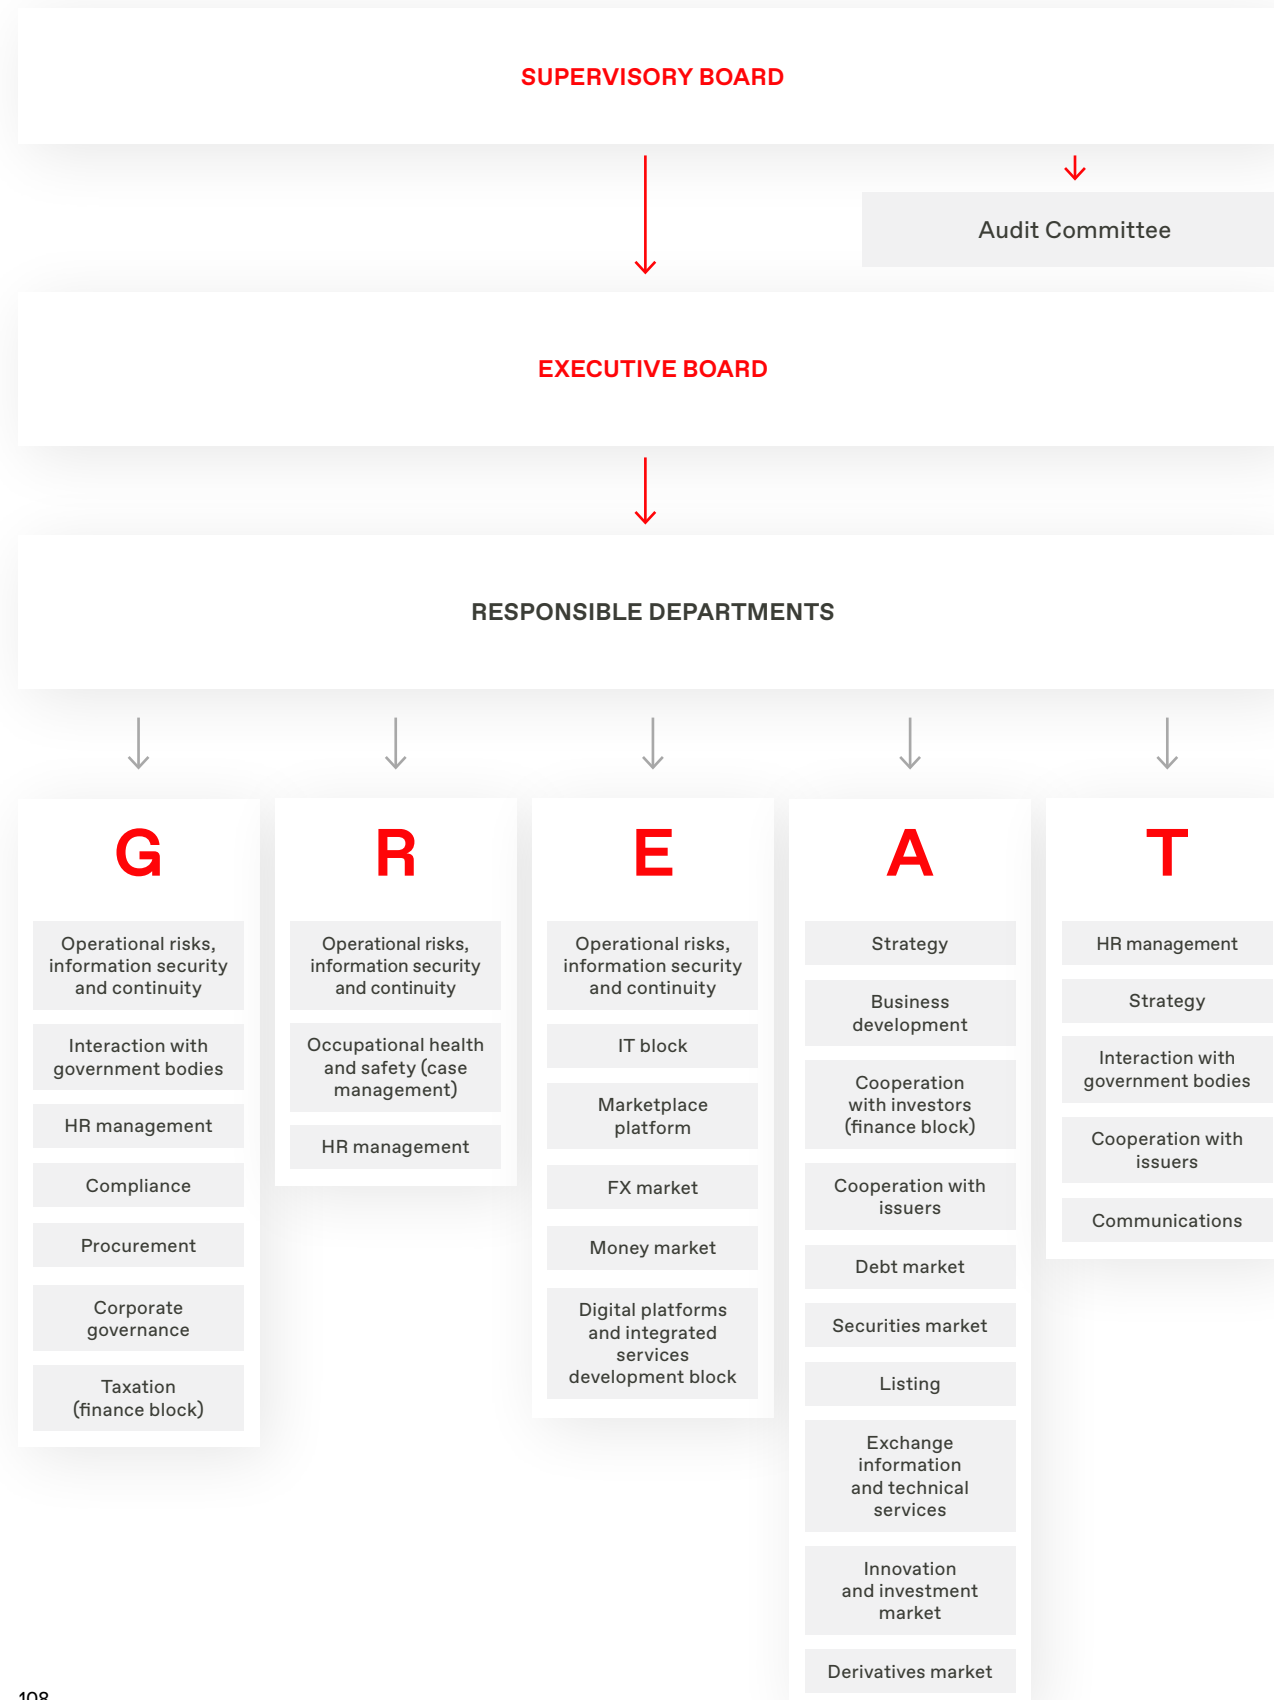 SUPERVISORY BOARD
Audit Committee
EXECUTIVE BOARD
RESPONSIBLE DEPARTMENTS
G
Operational risks,
information security
and continuity
Interaction with
government bodies
HR management
Compliance
Procurement
Corporate
governance
Taxation
(finance block)
R
Operational risks,
information security
and continuity
Occupational health
and safety (case
management)
HR management
E
Operational risks,
information security
and continuity
IT block
Marketplace
platform
FX market
Money market
Digital platforms
and integrated
services
development block
A
Strategy
Business
development
Cooperation
with investors
(finance block)
Cooperation with
issuers
Debt market
Securities market
Listing
Exchange
information
and technical
services
Innovation
and investment
market
Derivatives market
T
HR management
Strategy
Interaction with
government bodies
Cooperation with
issuers
Communications
108